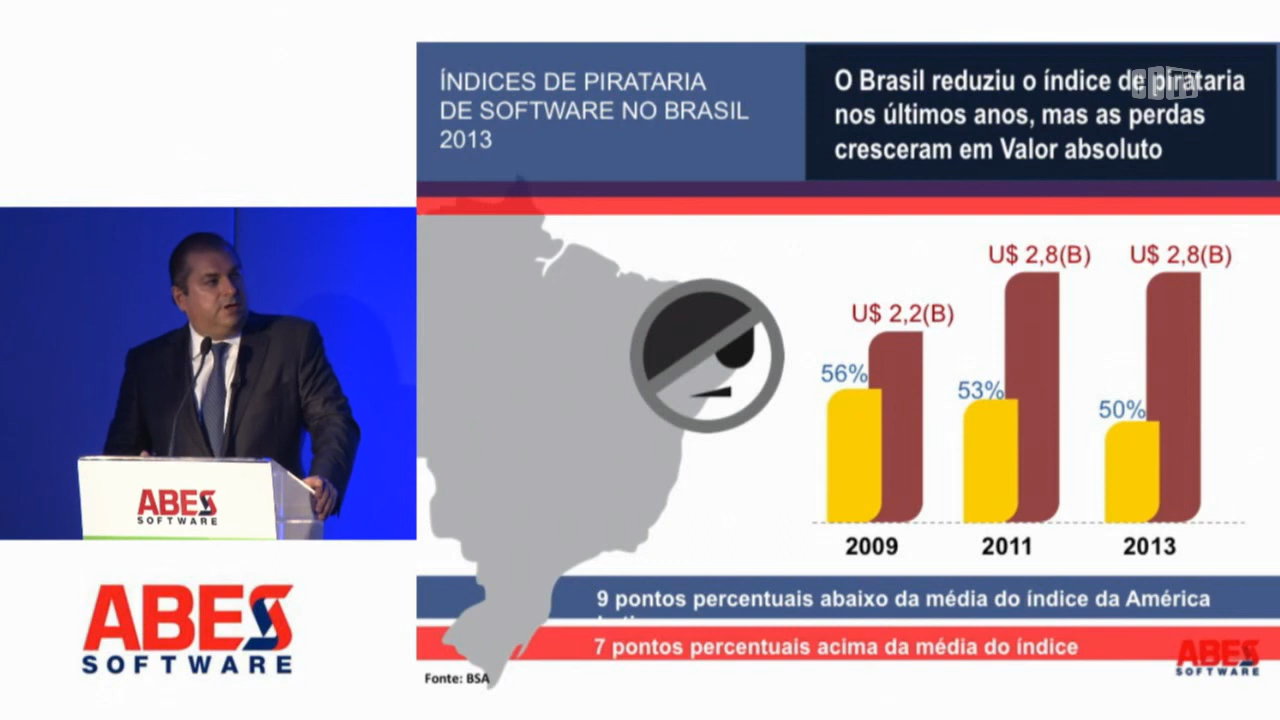 ÍNDICES DE PIRATARIA
DE SOFTWARE NO BRASIL
2013
O Brasil reduziu o índice de pirataria
nos últimos anos, mas as perdas
cresceram em Valor absoluto
U$ 2,2(B)
U$ 2,8(B)
U$ 2,8(B)
56%
53%
50%
2009
2011
2013
9 pontos percentuais abaixo da média do índice da América
7 pontos percentuais acima da média do índice
Fonte: BSA
ABES
SOFTWARE
ABES
SOFTWARE
ABES
SOFTWARE